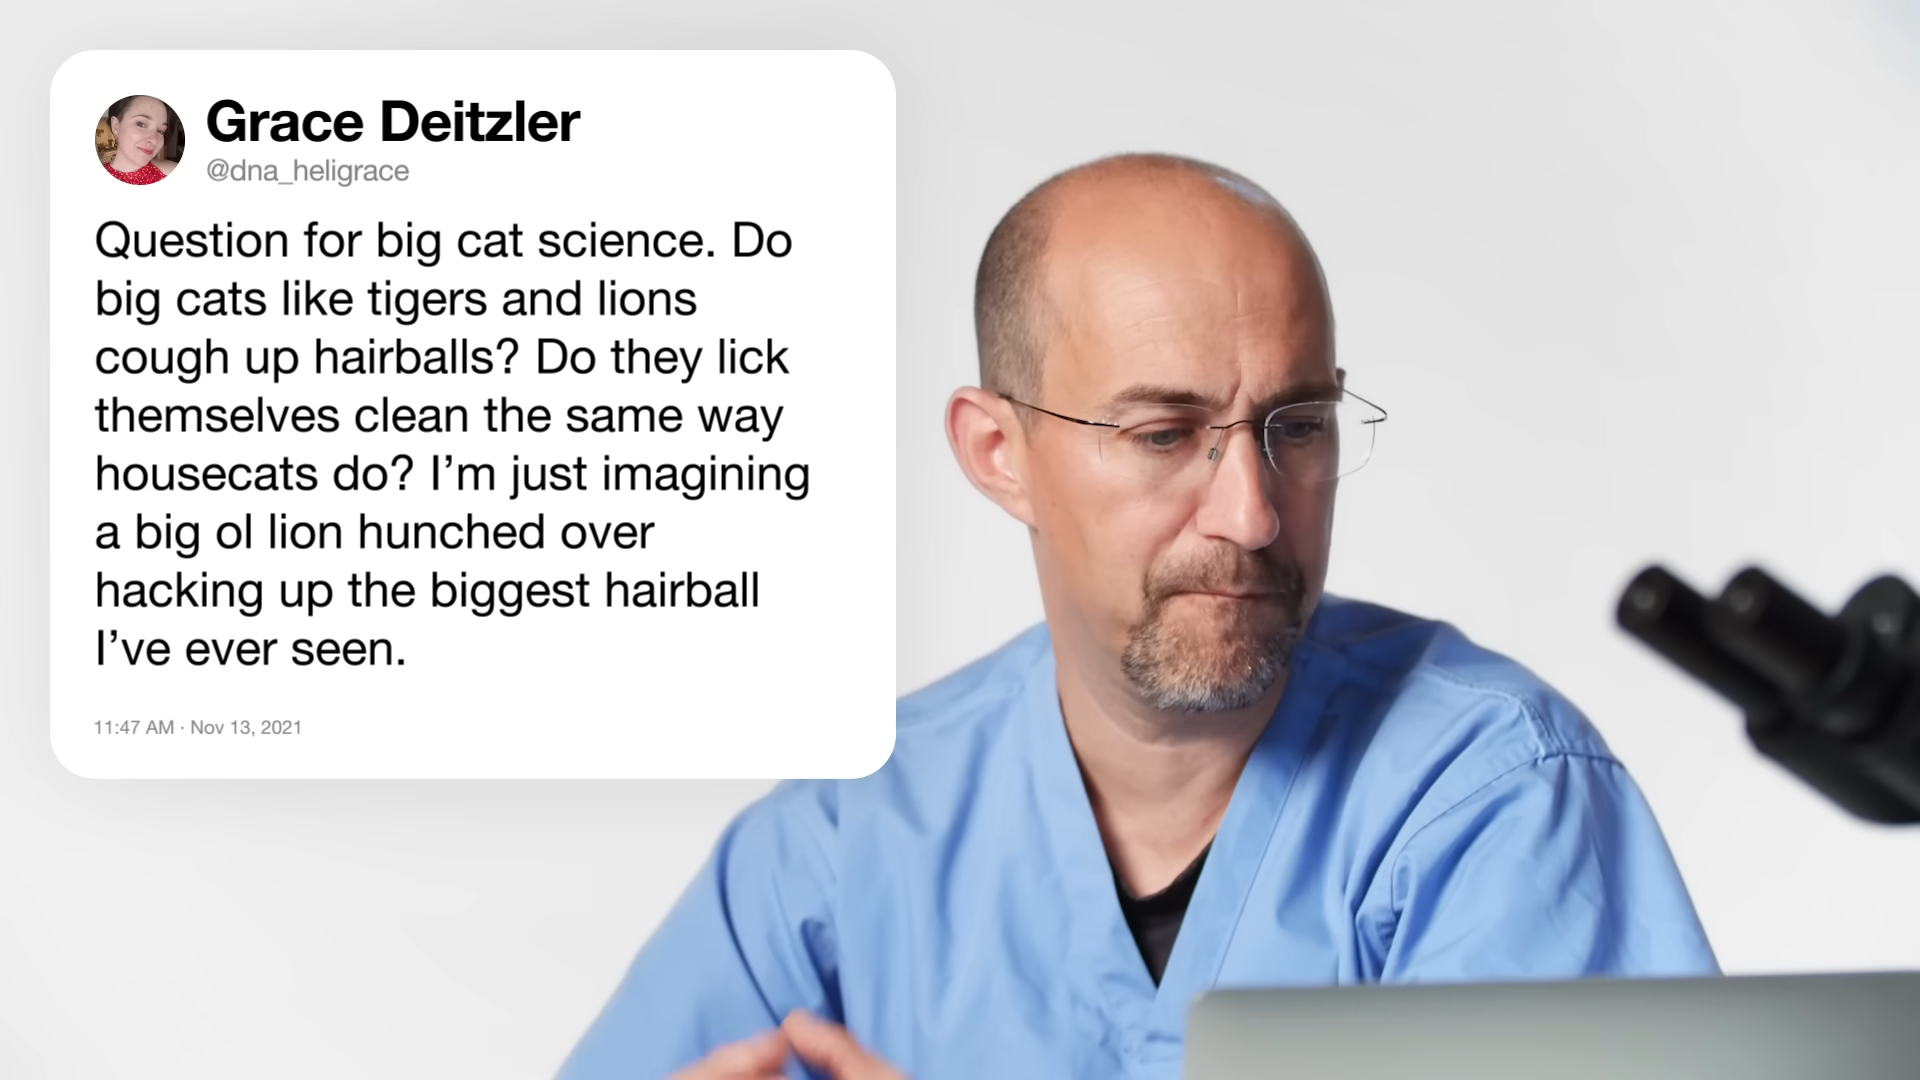 Grace Deitzler
@dna_heligrace
Question for big cat science. Do
big cats like tigers and lions
cough up hairballs? Do they lick
themselves clean the same way
housecats do? I’m just imagining
a big ol lion hunched over
hacking up the biggest hairball
I’ve ever seen.
11:47 AM · Nov 13, 2021